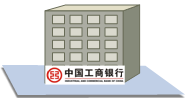 中国工商银行
INDUSTRIAL AND COMMERCIAL BANK OF CHINA